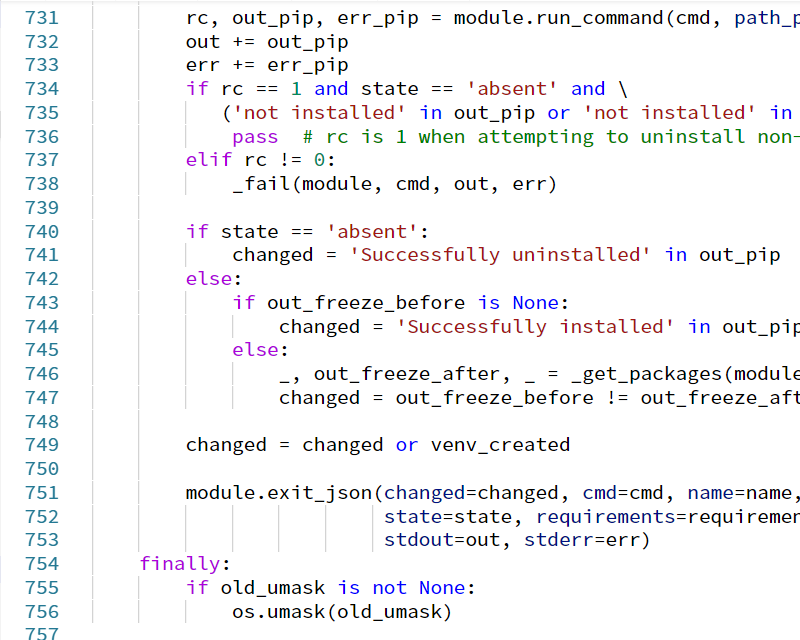 731 rc, out_pip, err_pip = module.run_command(cmd, path_p
732 out += out_pip
733 err += err_pip
734 if rc == 1 and state == 'absent' and \
735 ('not installed' in out_pip or 'not installed' in
736 pass # rc is 1 when attempting to uninstall non-
737 elif rc != 0:
738 _fail(module, cmd, out, err)
739
740 if state == 'absent':
741 changed = 'Successfully uninstalled' in out_pip
742 else:
743 if out_freeze_before is None:
744 changed = 'Successfully installed' in out_pip
745 else:
746 _, out_freeze_after, _ = _get_packages(module
747 changed = out_freeze_before != out_freeze_aft
748
749 changed = changed or venv_created
750
751 module.exit_json(changed=changed, cmd=cmd, name=name,
752 state=state, requirements=requiremen
753 stdout=out, stderr=err)
754 finally:
755 if old_umask is not None:
756 os.umask(old_umask)
757